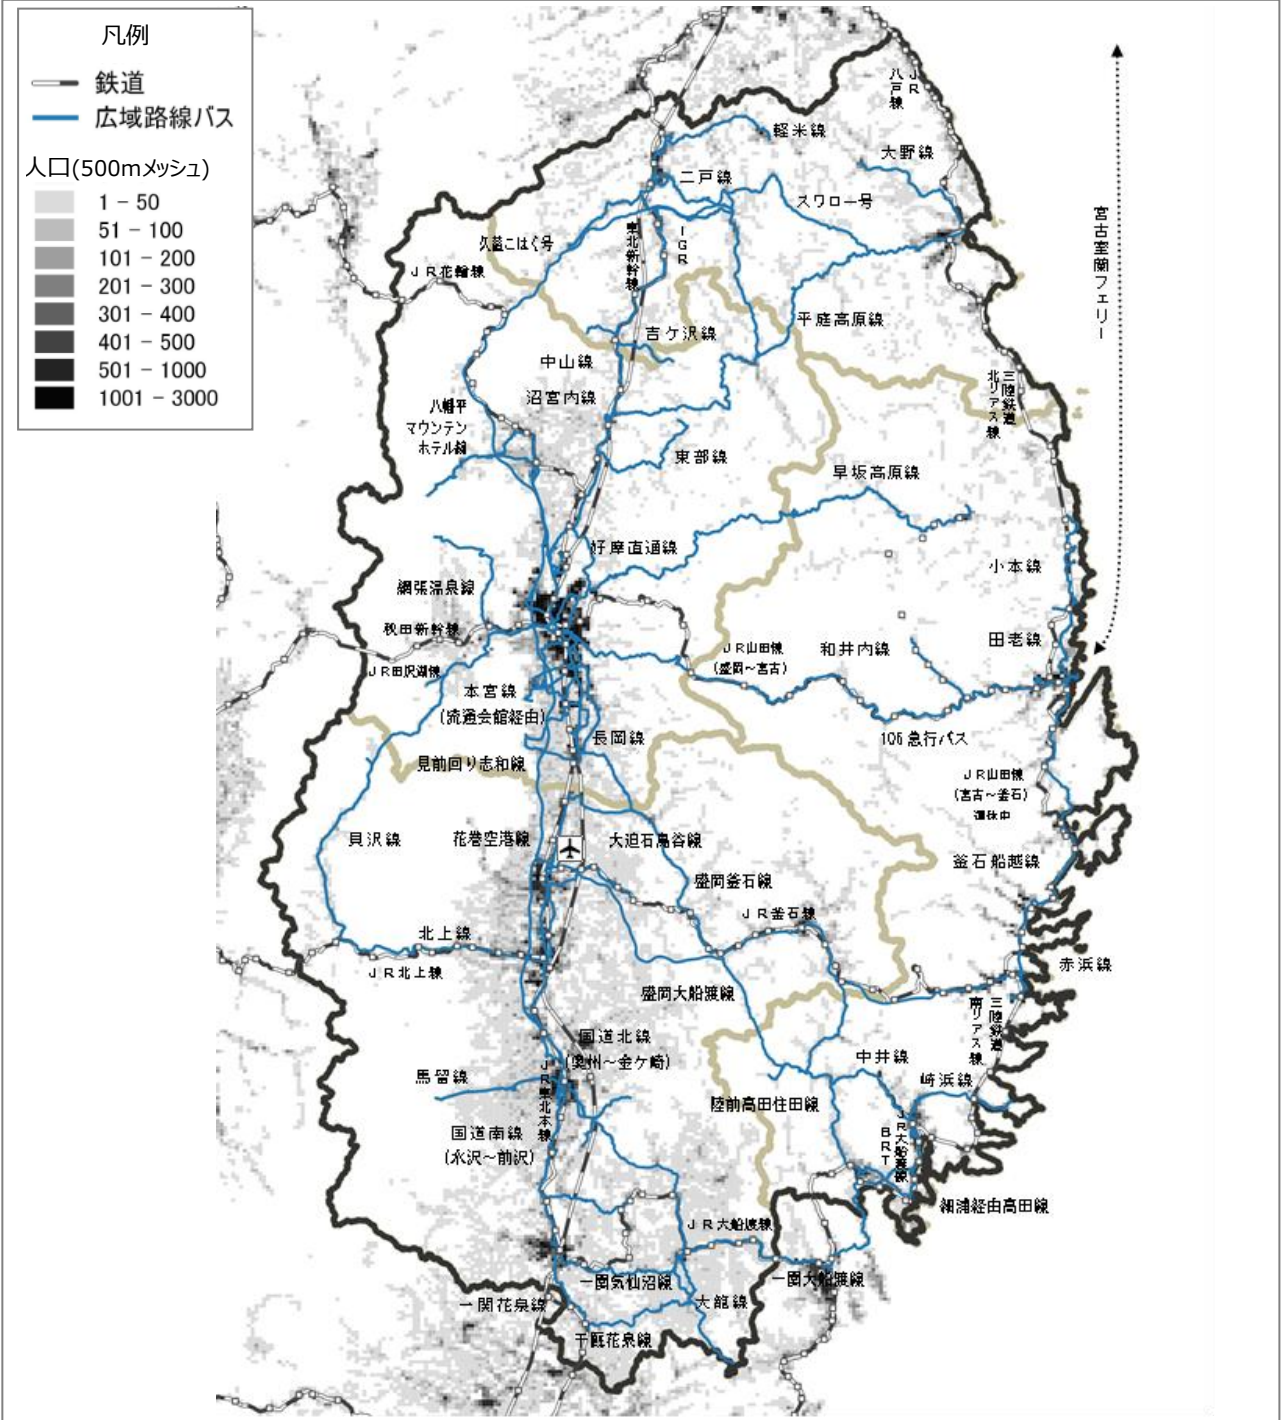 凡例
鉄道
広域路線バス
人口(500mメッシュ)
1 - 50
51 - 100
101 - 200
201 - 300
301 - 400
401 - 500
501 - 1000
1001 - 3000
JR
八戸線
軽米線
大野線
二戸線
スワロー号
宮古室蘭フェリー
久慈こはく号
東北新幹線
IGR
JR花輪線
平庭高原線
吉ケ沢線
中山線
三陸鉄道
北リアス線
沼宮内線
八幡平
マウンテン
ホテル線
東部線
早坂高原線
好摩直通線
小本線
網張温泉線
秋田新幹線
田老線
JR山田線
(盛岡～宮古)
和井内線
JR田沢湖線
本宮線
(流通会館経由)
長岡線
106急行バス
見前回り志和線
JR山田線
(宮古～釜石)
運休中
貝沢線
花巻空港線
大迫石鳥谷線
釜石船越線
盛岡釜石線
JR釜石線
北上線
JR北上線
赤浜線
盛岡大船渡線
三陸鉄道
南リアス線
国道北線
(奥州～金ケ崎)
中井線
崎浜線
馬留線
JR東北本線
陸前高田住田線
JR大船渡線
BRT
国道南線
(水沢～前沢)
細浦経由高田線
JR大船渡線
一関気仙沼線
一関大船渡線
大籠線
一関花泉線
千厩花泉線